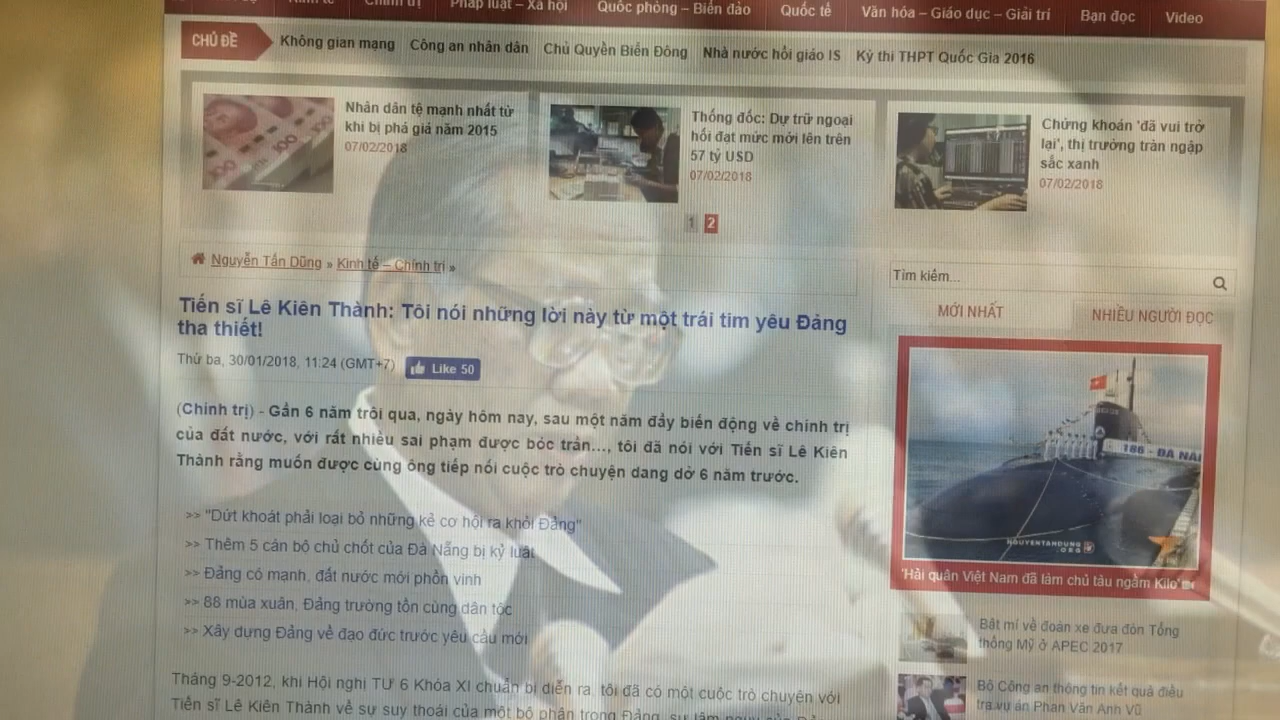 Pháp luật – Xã hội Quốc phòng – Biển đảo Quốc tế Văn hóa – Giáo dục – Giải trí Bạn đọc Video
CHỦ ĐỀ Không gian mạng Công an nhân dân Chủ Quyền Biển Đông Nhà nước hồi giáo IS Kỳ thi THPT Quốc Gia 2016
Nhân dân tệ mạnh nhất từ
khi bị phá giá năm 2015
07/02/2018
Thống đốc: Dự trữ ngoại
hối đạt mức mới lên trên
57 tỷ USD
07/02/2018
Chứng khoán 'đã vui trở
lại', thị trường tràn ngập
sắc xanh
07/02/2018
1 2
Nguyễn Tấn Dũng » Kinh tế – Chính trị »
Tiến sĩ Lê Kiên Thành: Tôi nói những lời này từ một trái tim yêu Đảng
tha thiết!
Thứ ba, 30/01/2018, 11:24 (GMT+7) Like 50
(Chính trị) - Gần 6 năm trôi qua, ngày hôm nay, sau một năm đầy biến động về chính trị
của đất nước, với rất nhiều sai phạm được bóc trần..., tôi đã nói với Tiến sĩ Lê Kiên
Thành rằng muốn được cùng ông tiếp nối cuộc trò chuyện dang dở 6 năm trước.
>> "Dứt khoát phải loại bỏ những kẻ cơ hội ra khỏi Đảng"
>> Thêm 5 cán bộ chủ chốt của Đà Nẵng bị kỷ luật
>> Đảng có mạnh, đất nước mới phồn vinh
>> 88 mùa xuân, Đảng trường tồn cùng dân tộc
>> Xây dựng Đảng về đạo đức trước yêu cầu mới
Tháng 9-2012, khi Hội nghị TƯ 6 Khóa XI chuẩn bị diễn ra, tôi đã có một cuộc trò chuyện với
Tiến sĩ Lê Kiên Thành về sự suy thoái của một bộ phận trong Đảng, sự
Tìm kiếm...
MỚI NHẤT NHIỀU NGƯỜI ĐỌC
186 - ĐÀ NẴ
NGUYENTANDUNG
.ORG
'Hải quân Việt Nam đã làm chủ tàu ngầm Kilo'
Bật mí về đoàn xe đưa đón Tổng
thống Mỹ ở APEC 2017
Bộ Công an thông tin kết quả điều
tra vụ án Phan Văn Anh Vũ